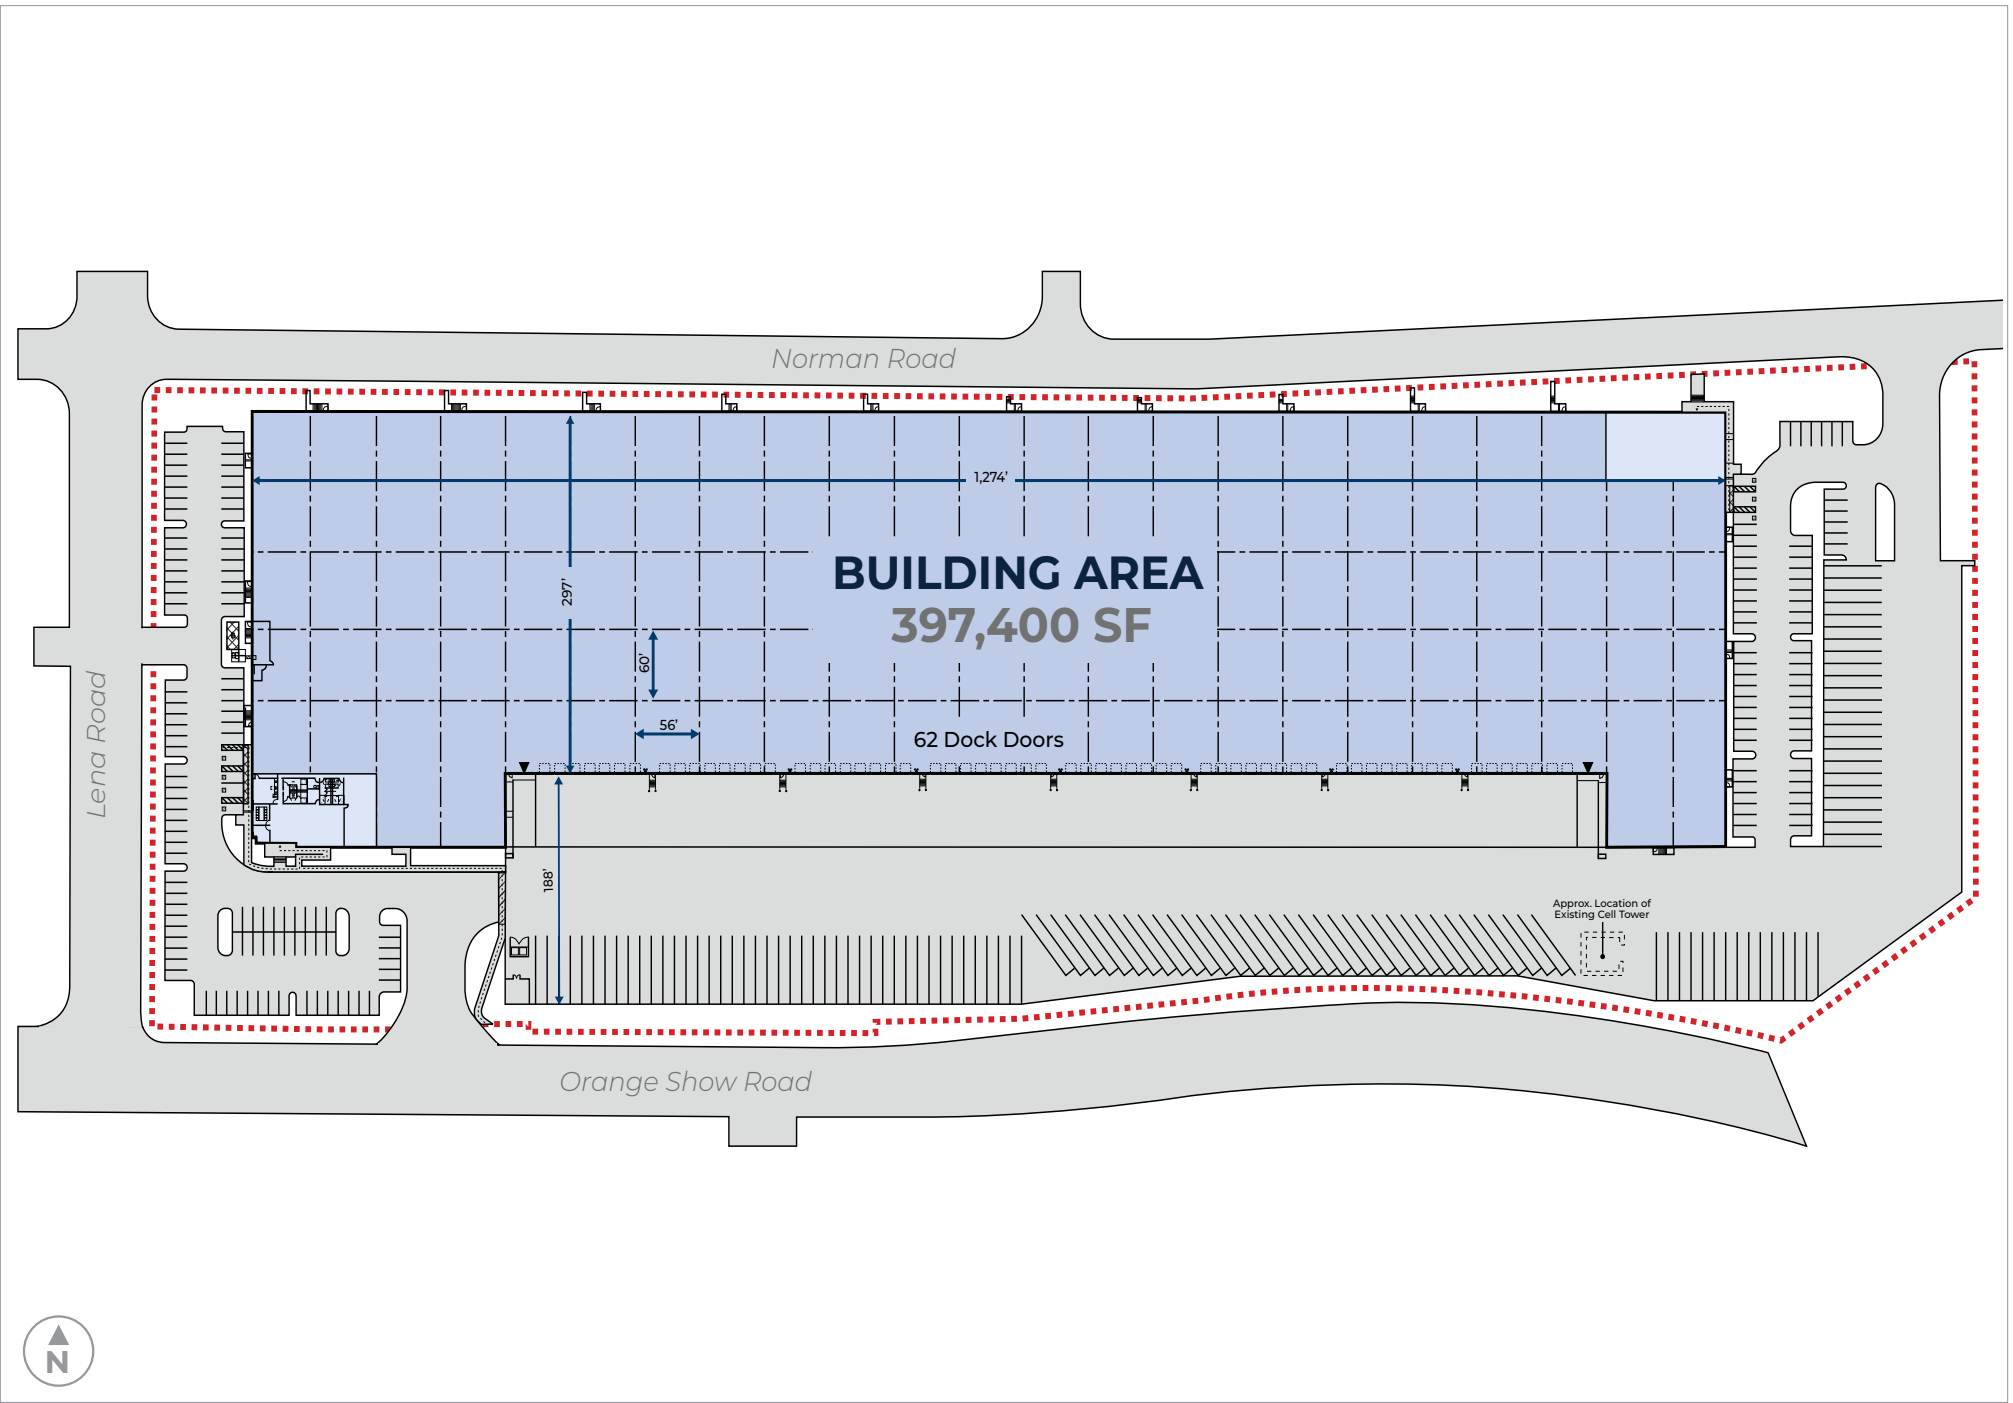 Norman Road
1,274’
BUILDING AREA
397,400 SF
297’
60’
56’
62 Dock Doors
Lena Road
188’
Approx. Location of
Existing Cell Tower
Orange Show Road
N